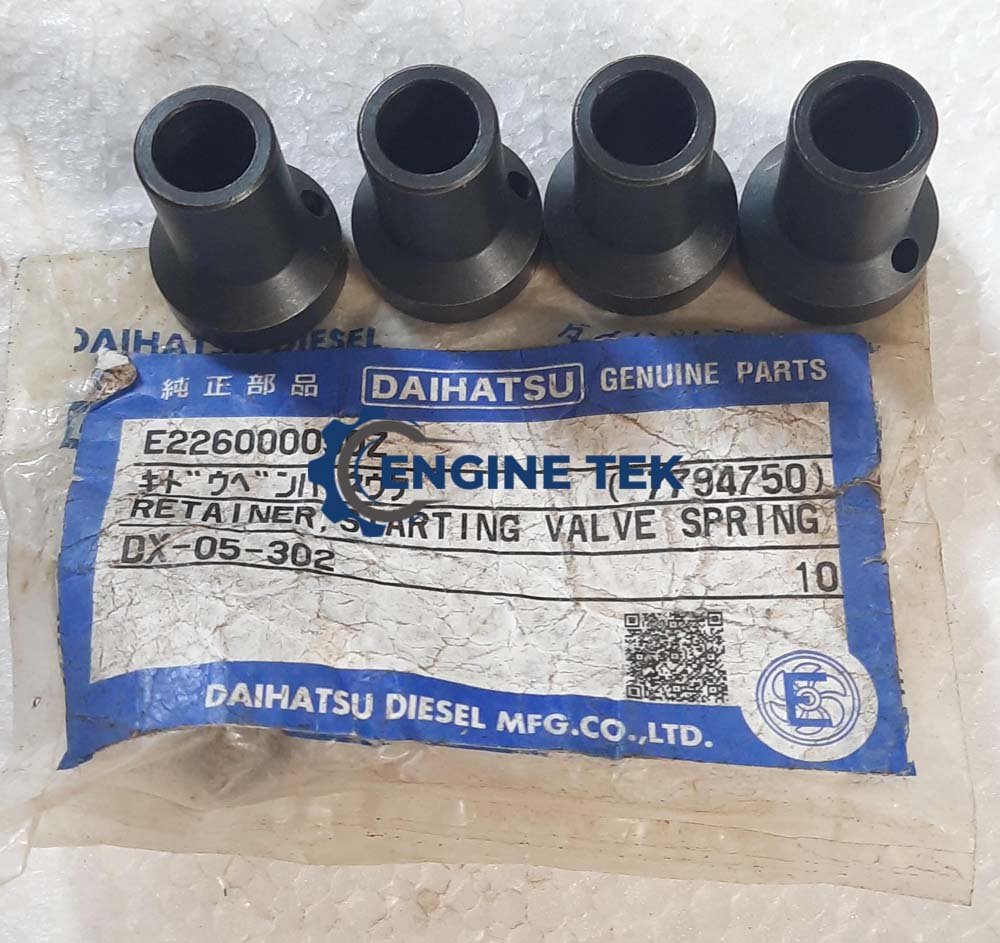 DAIHATSU DIESEL
純正部品 DAIHATSU GENUINE PARTS
ENGINE TEK
RETAINER, STARTING VALVE SPRING
DX-05-302 10
E
DAIHATSU DIESEL MFG.CO.,LTD.